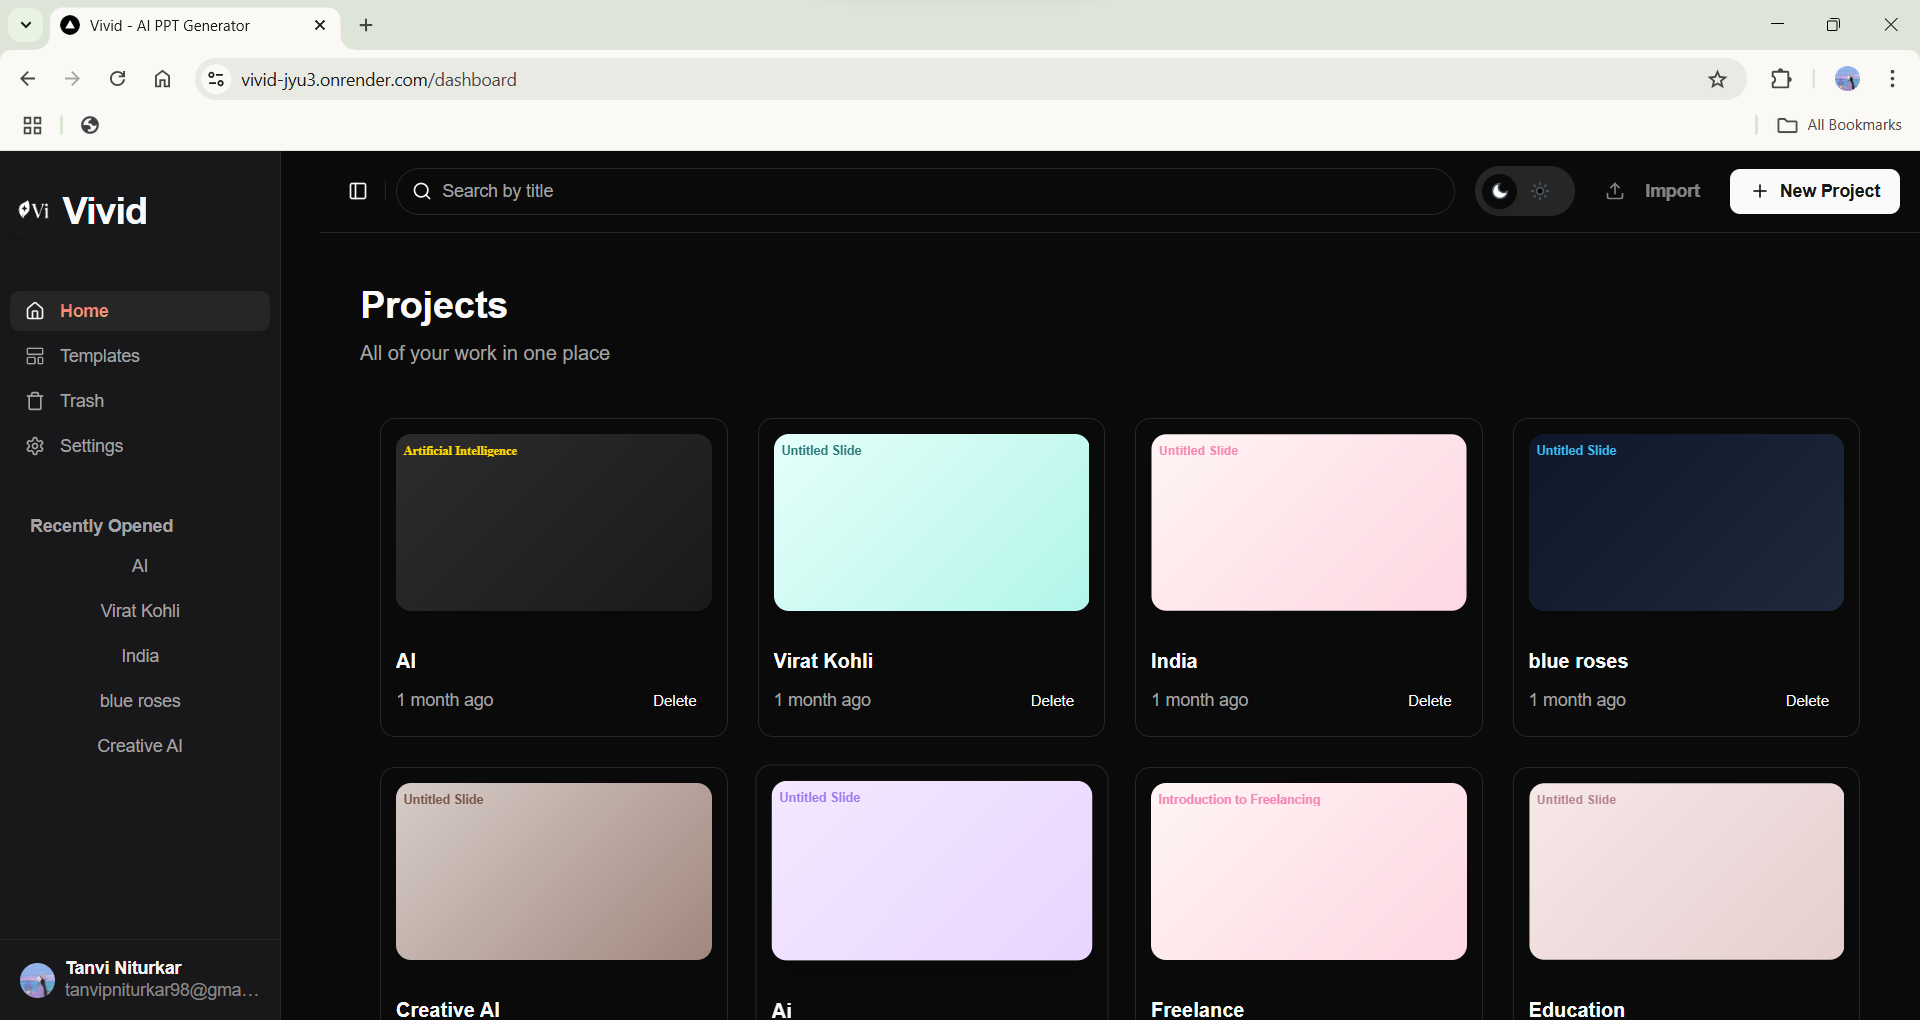 Vivid - AI PPT Generator
vivid-jyu3.onrender.com/dashboard
All Bookmarks
Vi Vivid
Search by title
Import
New Project
Home
Templates
Trash
Settings
Recently Opened
AI
Virat Kohli
India
blue roses
Creative AI
Tanvi Niturkar
tanvipniturkar98@gma...
Projects
All of your work in one place
Artificial Intelligence
AI
1 month ago Delete
Untitled Slide
Virat Kohli
1 month ago Delete
Untitled Slide
India
1 month ago Delete
Untitled Slide
blue roses
1 month ago Delete
Untitled Slide
Creative AI
Untitled Slide
Ai
Introduction to Freelancing
Freelance
Untitled Slide
Education